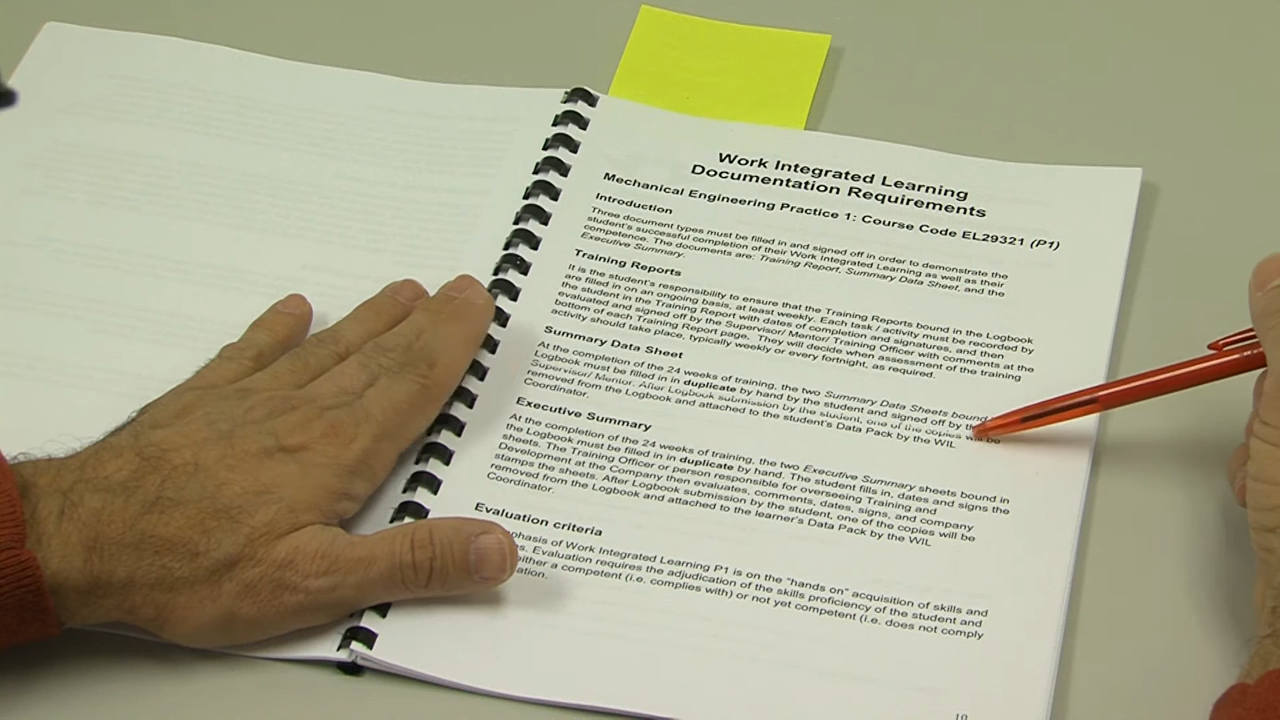 Work Integrated Learning
Documentation Requirements
Mechanical Engineering Practice 1: Course Code EL29321 (P1)
Introduction
Three document types must be filled in and signed off in order to demonstrate the
student's successful completion of their Work Integrated Learning as well as their
competence. The documents are: Training Report, Summary Data Sheet, and the
Executive Summary.
Training Reports
It is the student's responsibility to ensure that the Training Reports bound in the Logbook
are filled in on an ongoing basis, at least weekly. Each task / activity must be recorded by
the student in the Training Report with dates of completion and signatures, and then
evaluated and signed off by the Supervisor/ Mentor/ Training Officer with comments at the
bottom of each Training Report page. They will decide when assessment of the training
activity should take place, typically weekly or every fortnight, as required.
Summary Data Sheet
At the completion of the 24 weeks of training, the two Summary Data Sheets bound
Logbook must be filled in in duplicate by hand by the student and signed off by the
Supervisor/ Mentor. After Logbook submission by the student, one of the copies will be
removed from the Logbook and attached to the student's Data Pack by the WIL
Coordinator.
Executive Summary
At the completion of the 24 weeks of training, the two Executive Summary sheets bound in
the Logbook must be filled in in duplicate by hand. The student fills in, dates and signs the
sheets. The Training Officer or person responsible for overseeing Training and
Development at the Company then evaluates, comments, dates, signs, and company
stamps the sheets. After Logbook submission by the student, one of the copies will be
removed from the Logbook and attached to the learner's Data Pack by the WIL
Coordinator.
Evaluation criteria
of Work Integrated Learning P1 is on the "hands on" acquisition of skills and
Evaluation requires the adjudication of the skills proficiency of the student and
either a competent (i.e. complies with) or not yet competent (i.e. does not comply
10